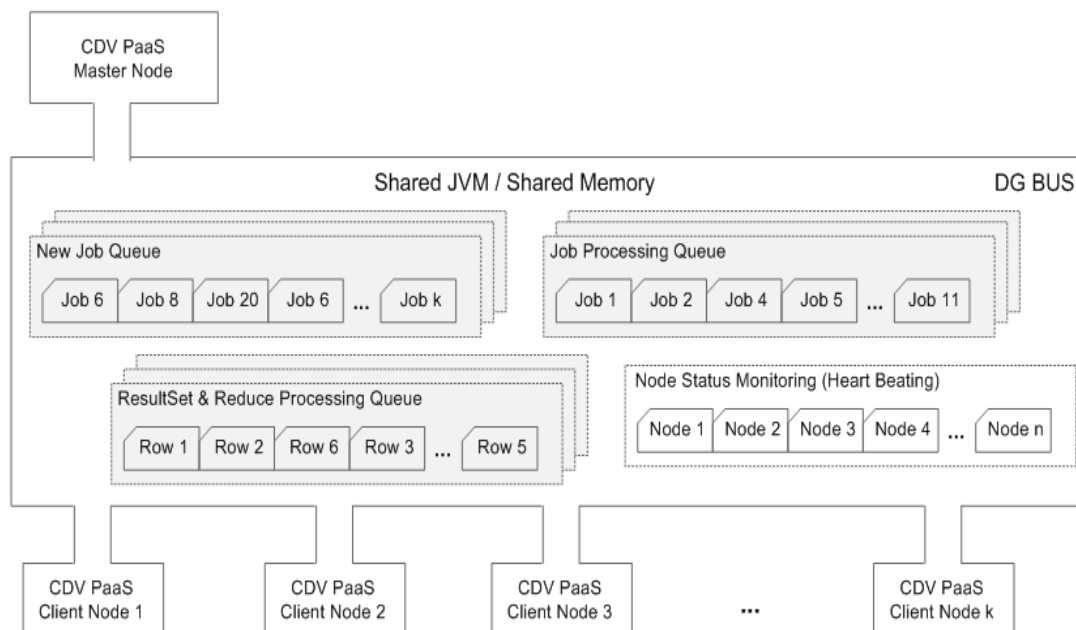 CDV PaaS
Master Node
Shared JVM / Shared Memory
DG BUS
New Job Queue
Job 6 Job 8 Job 20 Job 6 ... Job k
Job Processing Queue
Job 1 Job 2 Job 4 Job 5 ... Job 11
ResultSet & Reduce Processing Queue
Row 1 Row 2 Row 6 Row 3 ... Row 5
Node Status Monitoring (Heart Beating)
Node 1 Node 2 Node 3 Node 4 ... Node n
CDV PaaS
Client Node 1
CDV PaaS
Client Node 2
CDV PaaS
Client Node 3
...
CDV PaaS
Client Node k